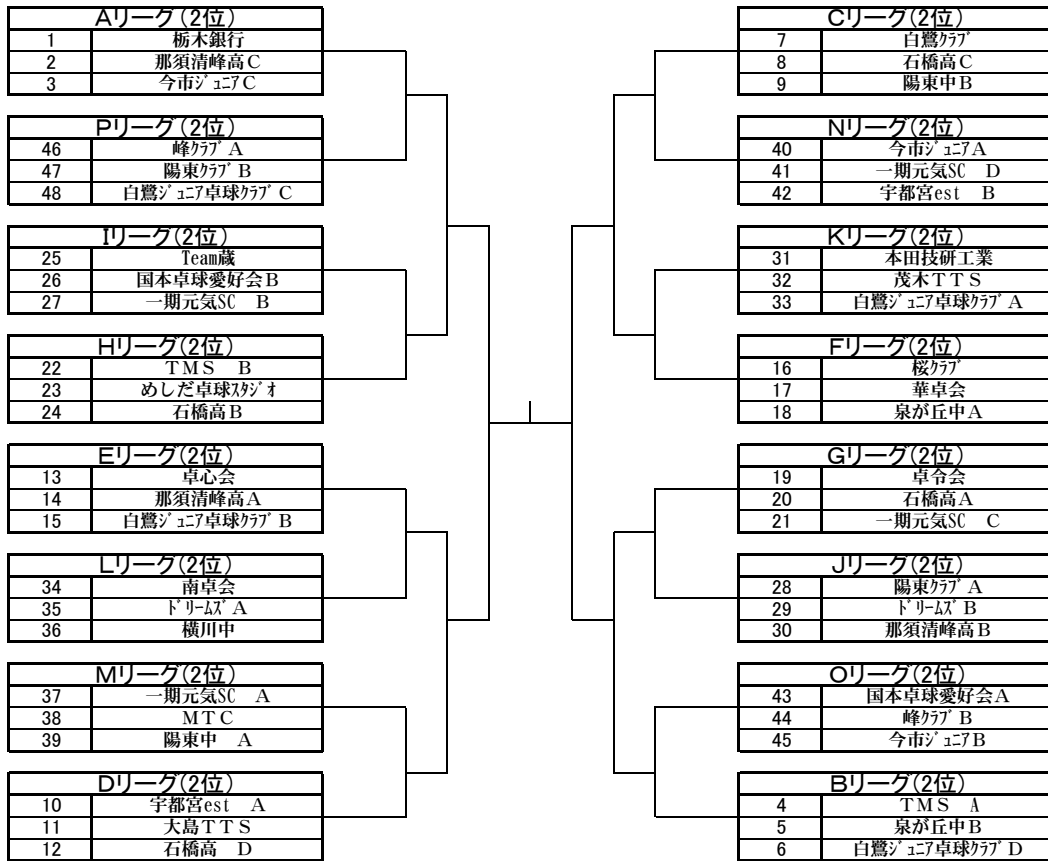 Aリーグ(2位)
1 栃木銀行
2 那須清峰高C
3 今市ｼﾞｭﾆｱC
Pリーグ(2位)
46 峰ｸﾗﾌﾞA
47 陽東ｸﾗﾌﾞB
48 白鷺ｼﾞｭﾆｱ卓球ｸﾗﾌﾞC
Iリーグ(2位)
25 Team蔵
26 国本卓球愛好会B
27 一期元気SC　B
Hリーグ(2位)
22 TMS　B
23 めしだ卓球ｽﾀｼﾞｵ
24 石橋高B
Eリーグ(2位)
13 卓心会
14 那須清峰高A
15 白鷺ｼﾞｭﾆｱ卓球ｸﾗﾌﾞB
Lリーグ(2位)
34 南卓会
35 ﾄﾞﾘｰﾑｽﾞA
36 横川中
Mリーグ(2位)
37 一期元気SC　A
38 MTC
39 陽東中　A
Dリーグ(2位)
10 宇都宮est　A
11 大島TTS
12 石橋高　D
Cリーグ(2位)
7 白鷺ｸﾗﾌﾞ
8 石橋高C
9 陽東中B
Nリーグ(2位)
40 今市ｼﾞｭﾆｱA
41 一期元気SC　D
42 宇都宮est　B
Kリーグ(2位)
31 本田技研工業
32 茂木TTS
33 白鷺ｼﾞｭﾆｱ卓球ｸﾗﾌﾞA
Fリーグ(2位)
16 桜ｸﾗﾌﾞ
17 華卓会
18 泉が丘中A
Gリーグ(2位)
19 卓令会
20 石橋高A
21 一期元気SC　C
Jリーグ(2位)
28 陽東ｸﾗﾌﾞA
29 ﾄﾞﾘｰﾑｽﾞB
30 那須清峰高B
Oリーグ(2位)
43 国本卓球愛好会A
44 峰ｸﾗﾌﾞB
45 今市ｼﾞｭﾆｱB
Bリーグ(2位)
4 TMS　A
5 泉が丘中B
6 白鷺ｼﾞｭﾆｱ卓球ｸﾗﾌﾞD